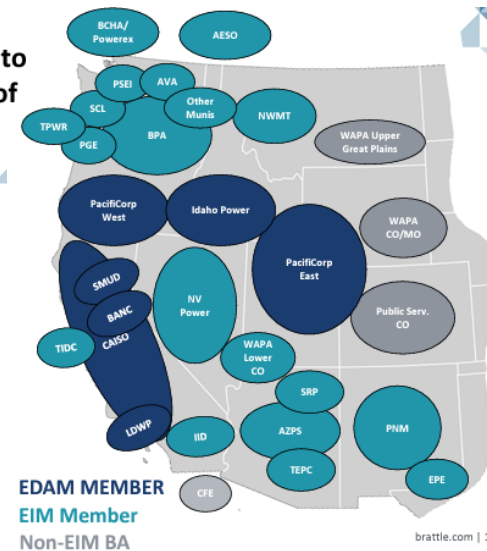 to
of
BCHA/
Powerex
AESO
PSEI
AVA
SCL
Other
Munis
NWMT
TPWR
BPA
PGE
WAPA Upper
Great Plains
PacifiCorp
West
Idaho Power
WAPA
CO/MO
PacifiCorp
East
SMUD
NV
Power
BANC
Public Serv.
CO
CAISO
TIDC
WAPA
Lower
CO
SRP
LDWP
IID
AZPS
PNM
TEPC
EPE
CFE
EDAM MEMBER
EIM Member
Non-EIM BA
brattle.com |